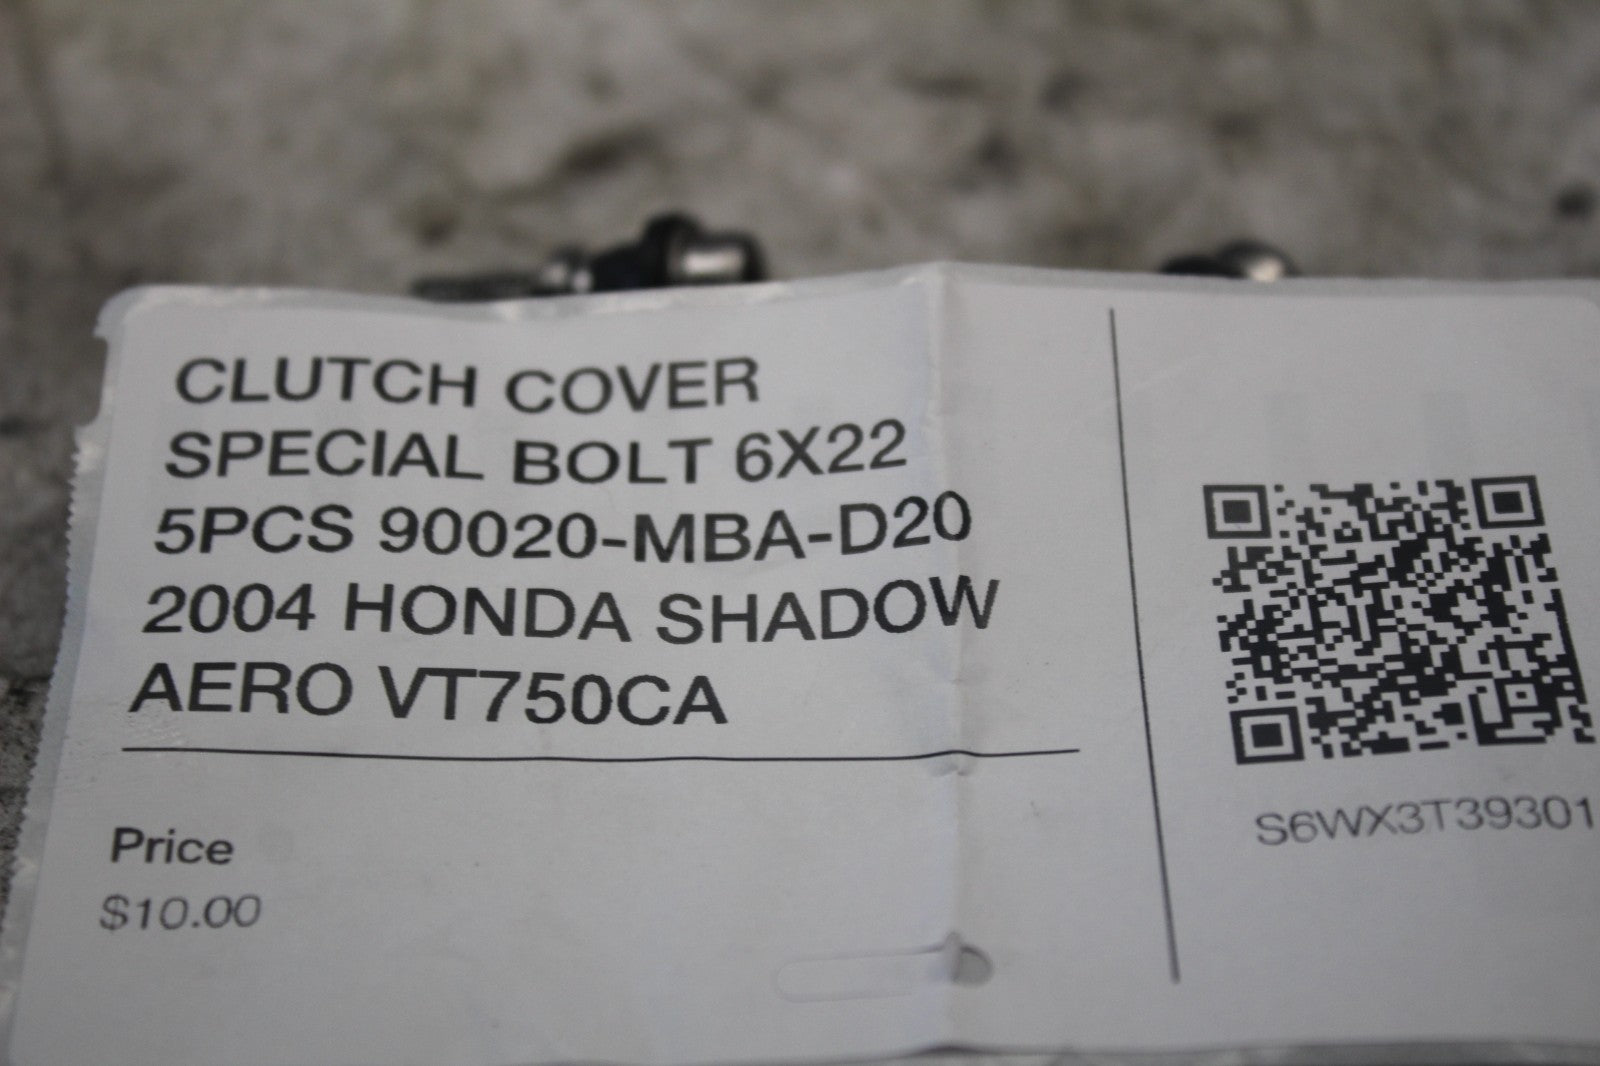 CLUTCH COVER
SPECIAL BOLT 6X22
5PCS 90020-MBA-D20
2004 HONDA SHADOW
AERO VT750CA
Price
$10.00
S6WX3T39301